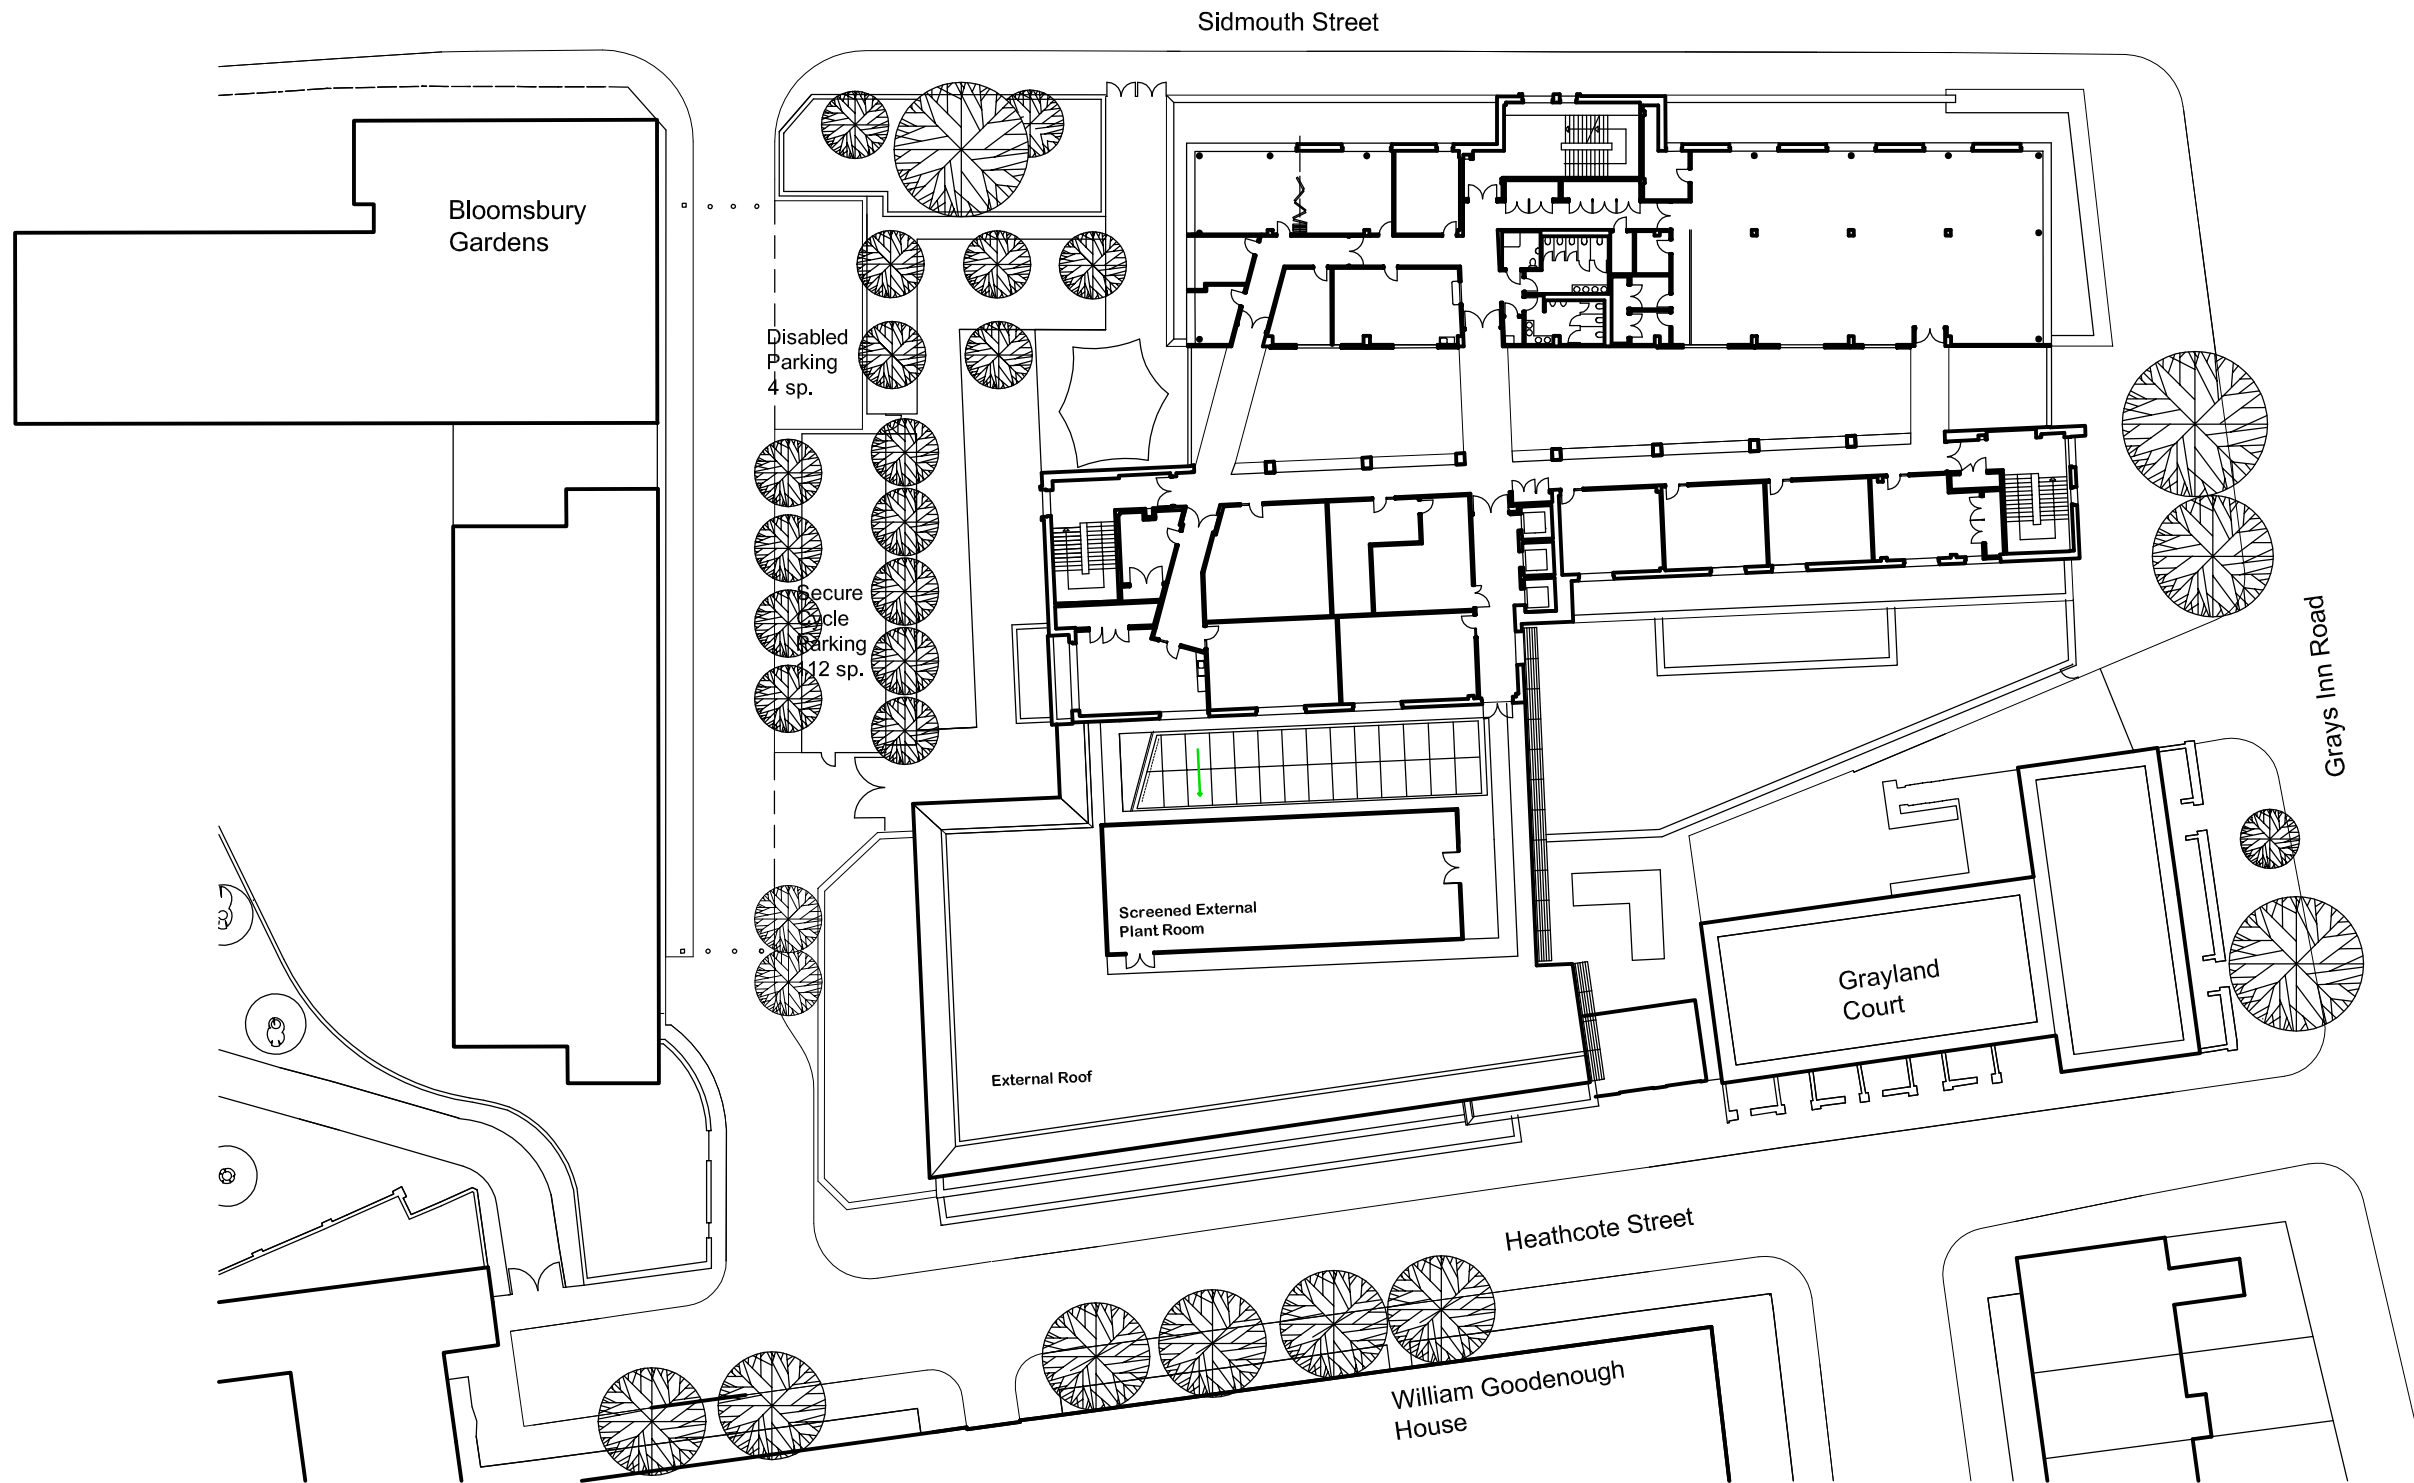 Sidmouth Street
Bloomsbury
Gardens
Disabled
Parking
4 sp.
Secure
Cycle
Parking
112 sp.
Grays Inn Road
Screened External
Plant Room
Grayland
Court
External Roof
Heathcote Street
William Goodenough
House